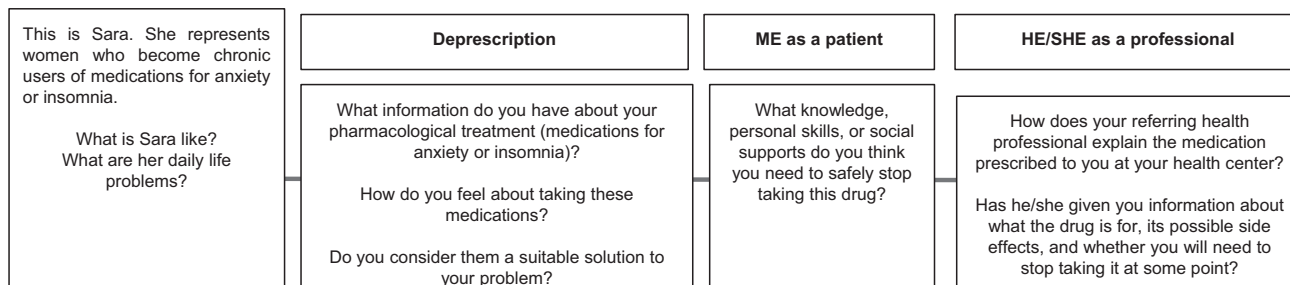 This is Sara. She represents
women who become chronic
users of medications for anxiety
or insomnia.
What is Sara like?
What are her daily life
problems?
Deprescription
What information do you have about your
pharmacological treatment (medications for
anxiety or insomnia)?
How do you feel about taking these
medications?
Do you consider them a suitable solution to
your problem?
ME as a patient
What knowledge,
personal skills, or social
supports do you think
you need to safely stop
taking this drug?
HE/SHE as a professional
How does your referring health
professional explain the medication
prescribed to you at your health center?
Has he/she given you information about
what the drug is for, its possible side
effects, and whether you will need to
stop taking it at some point?